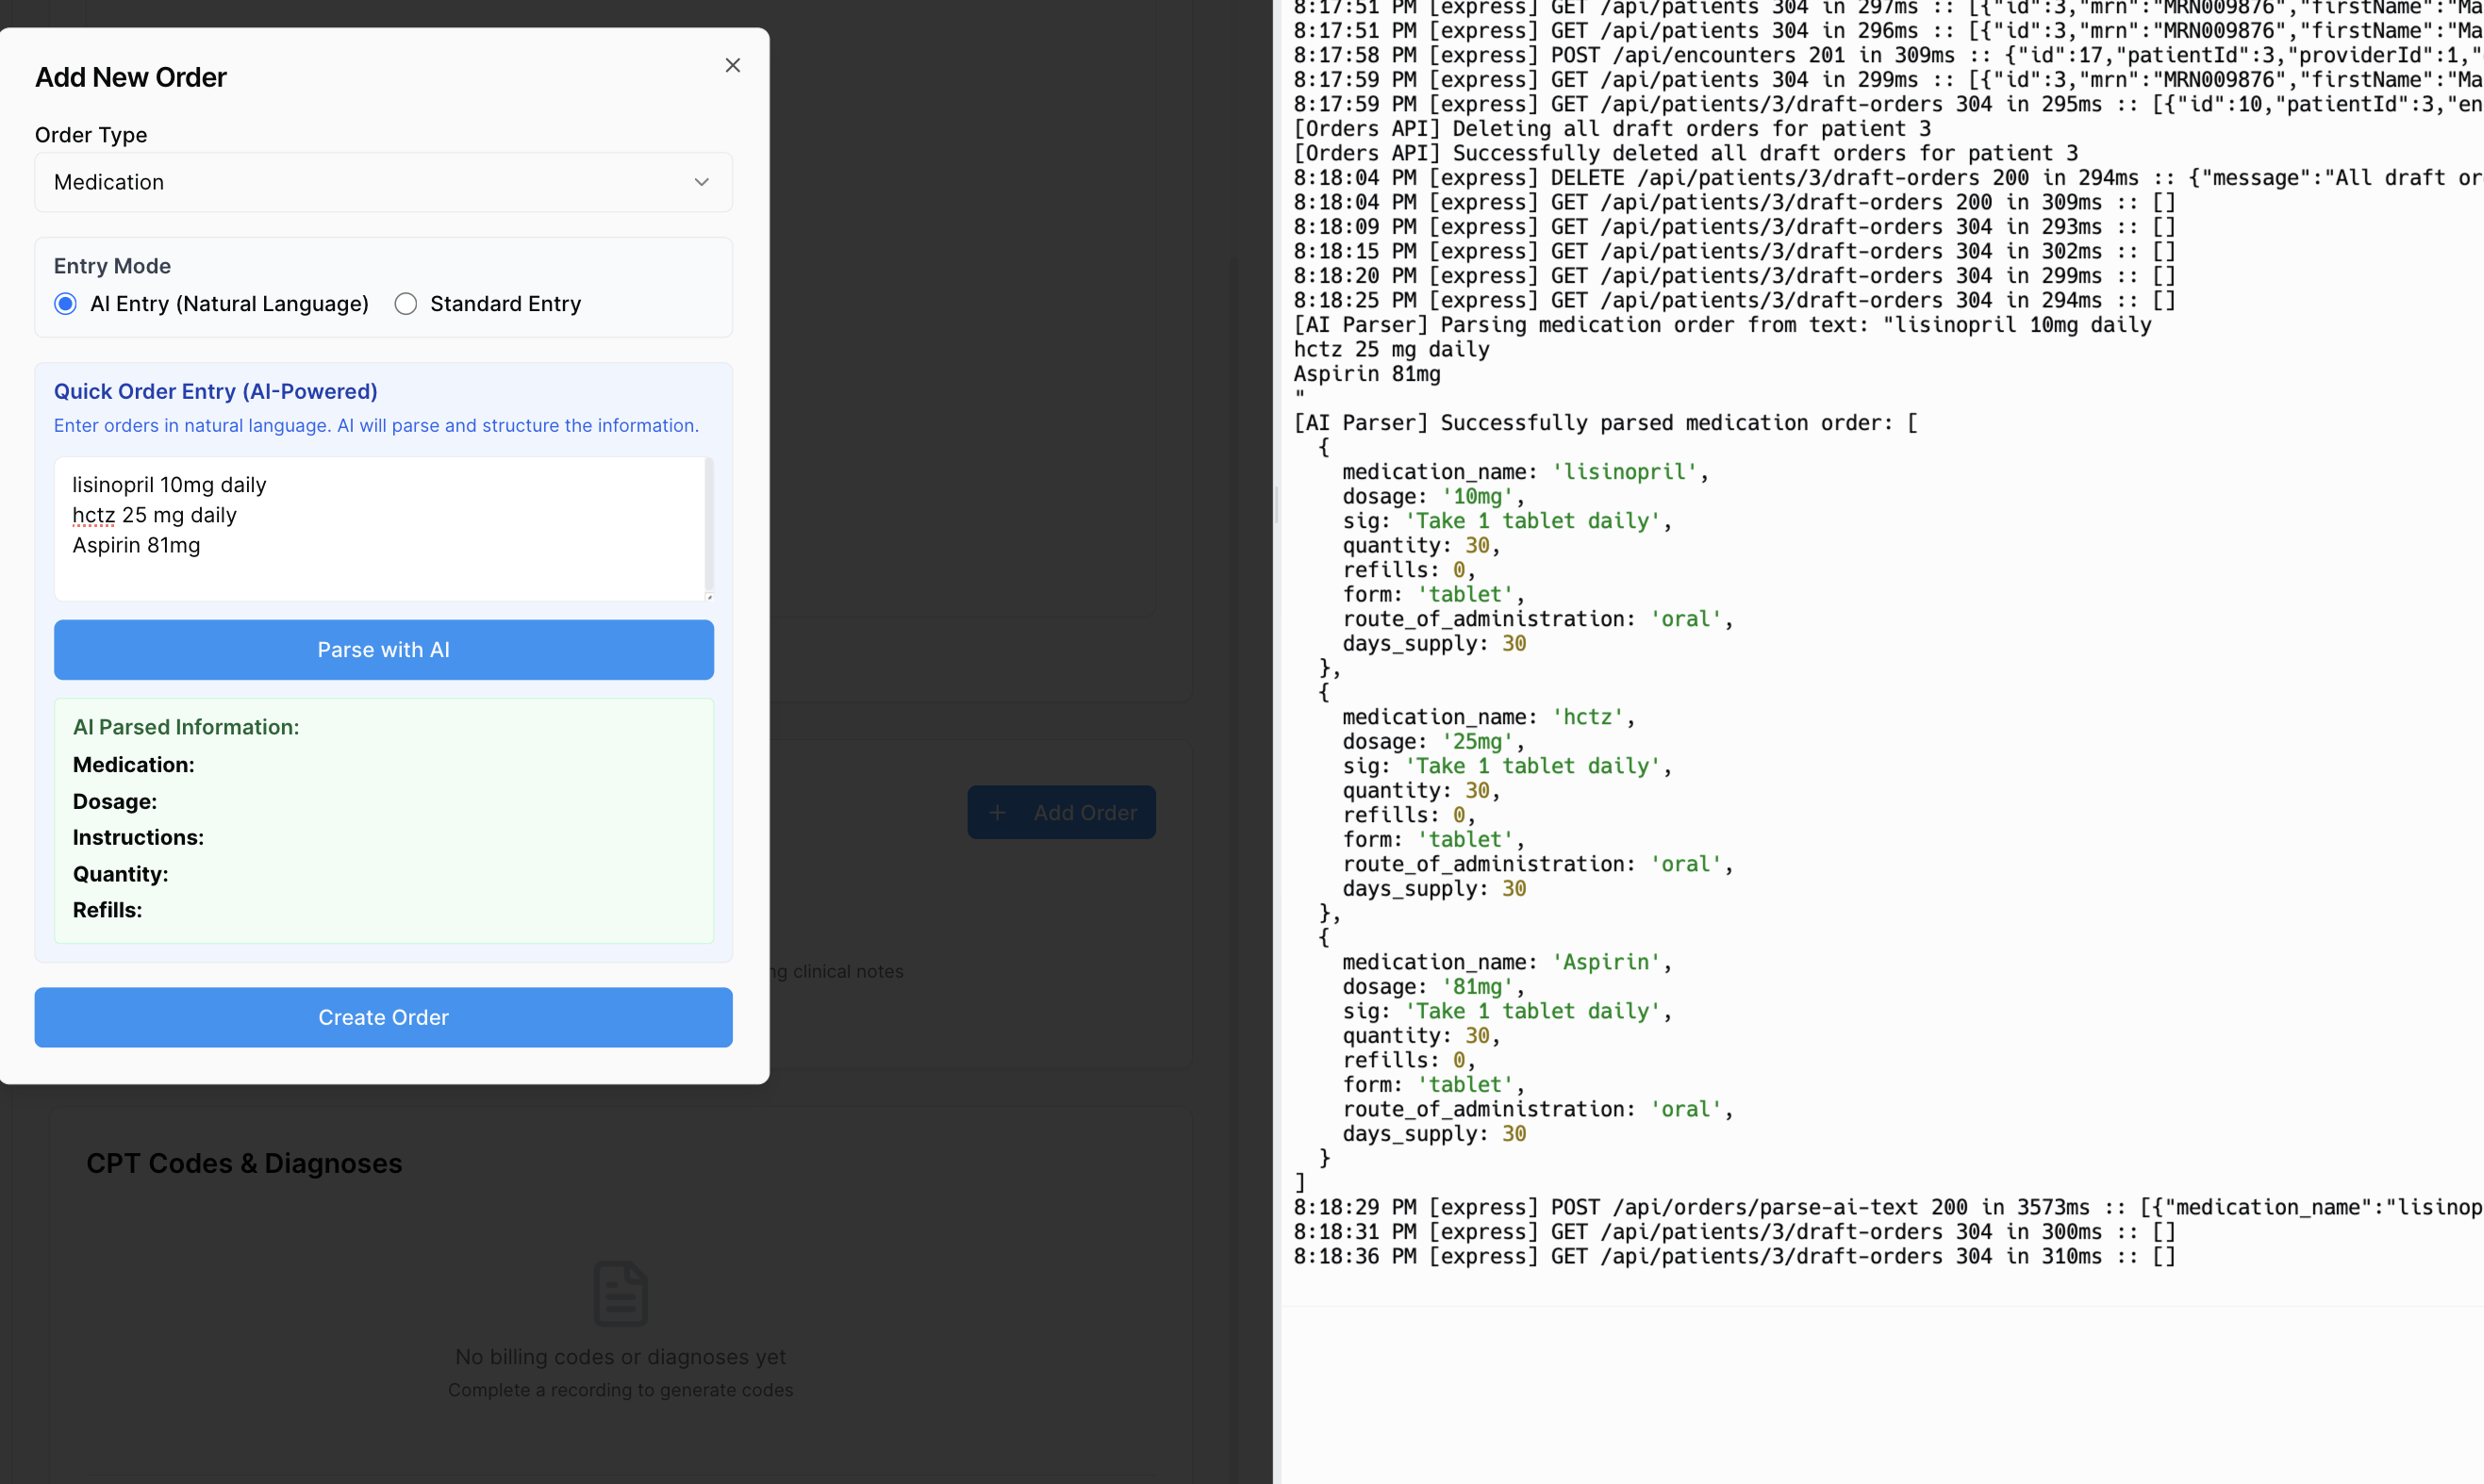 Add New Order
Order Type
Medication
Entry Mode
AI Entry (Natural Language)
Standard Entry
Quick Order Entry (AI-Powered)
Enter orders in natural language. AI will parse and structure the information.
lisinopril 10mg daily
hctz 25 mg daily
Aspirin 81mg
Parse with AI
AI Parsed Information:
Medication:
Dosage:
Instructions:
Quantity:
Refills:
Create Order
Add Order
clinical notes
CPT Codes & Diagnoses
No billing codes or diagnoses yet
Complete a recording to generate codes
8:17:51 PM [express] GET /api/patients 304 in 297ms :: [{"id":3,"mrn":"MRN009876","firstName":"Ma
8:17:51 PM [express] GET /api/patients 304 in 296ms :: [{"id":3,"mrn":"MRN009876","firstName":"Ma
8:17:58 PM [express] POST /api/encounters 201 in 309ms :: {"id":17,"patientId":3,"providerId":1,"
8:17:59 PM [express] GET /api/patients 304 in 299ms :: [{"id":3,"mrn":"MRN009876","firstName":"Ma
8:17:59 PM [express] GET /api/patients/3/draft-orders 304 in 295ms :: [{"id":10,"patientId":3,"en
[Orders API] Deleting all draft orders for patient 3
[Orders API] Successfully deleted all draft orders for patient 3
8:18:04 PM [express] DELETE /api/patients/3/draft-orders 200 in 294ms :: {"message":"All draft or
8:18:04 PM [express] GET /api/patients/3/draft-orders 200 in 309ms :: []
8:18:09 PM [express] GET /api/patients/3/draft-orders 304 in 293ms :: []
8:18:15 PM [express] GET /api/patients/3/draft-orders 304 in 302ms :: []
8:18:20 PM [express] GET /api/patients/3/draft-orders 304 in 299ms :: []
8:18:25 PM [express] GET /api/patients/3/draft-orders 304 in 294ms :: []
[AI Parser] Parsing medication order from text: "lisinopril 10mg daily
hctz 25 mg daily
Aspirin 81mg
"
[AI Parser] Successfully parsed medication order: [
{
medication_name: 'lisinopril',
dosage: '10mg',
sig: 'Take 1 tablet daily',
quantity: 30,
refills: 0,
form: 'tablet',
route_of_administration: 'oral',
days_supply: 30
},
{
medication_name: 'hctz',
dosage: '25mg',
sig: 'Take 1 tablet daily',
quantity: 30,
refills: 0,
form: 'tablet',
route_of_administration: 'oral',
days_supply: 30
},
{
medication_name: 'Aspirin',
dosage: '81mg',
sig: 'Take 1 tablet daily',
quantity: 30,
refills: 0,
form: 'tablet',
route_of_administration: 'oral',
days_supply: 30
}
]
8:18:29 PM [express] POST /api/orders/parse-ai-text 200 in 3573ms :: [{"medication_name":"lisinop
8:18:31 PM [express] GET /api/patients/3/draft-orders 304 in 300ms :: []
8:18:36 PM [express] GET /api/patients/3/draft-orders 304 in 310ms :: []